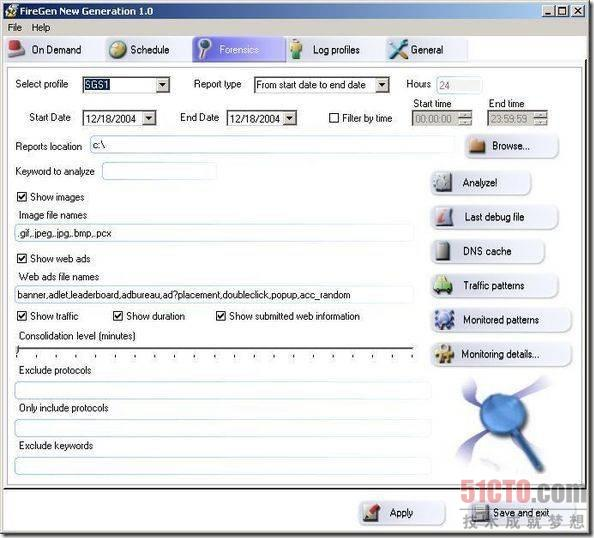 FireGen New Generation 1.0
File Help
On Demand Schedule Forensics Log profiles General
Select profile SGS1 Report type From start date to end date Hours 24
Start Date 12/18/2004 End Date 12/18/2004 Filter by time Start time 00:00:00 End time 23:59:59
Reports location c:\ Browse...
Keyword to analyze
Analyze!
Show images
Image file names
Last debug file
.gif,.jpeg,.jpg,.bmp,.pcx
Show web ads
DNS cache
Web ads file names
Traffic patterns
banner,adlet,leaderboard,adbureau,ad?placement,doubleclick,popup,acc_random
Show traffic Show duration Show submitted web information
Monitored patterns
Consolidation level (minutes)
Monitoring details...
Exclude protocols
Only include protocols
Exclude keywords
51CTO.com
技术成就梦想
Apply Save and exit